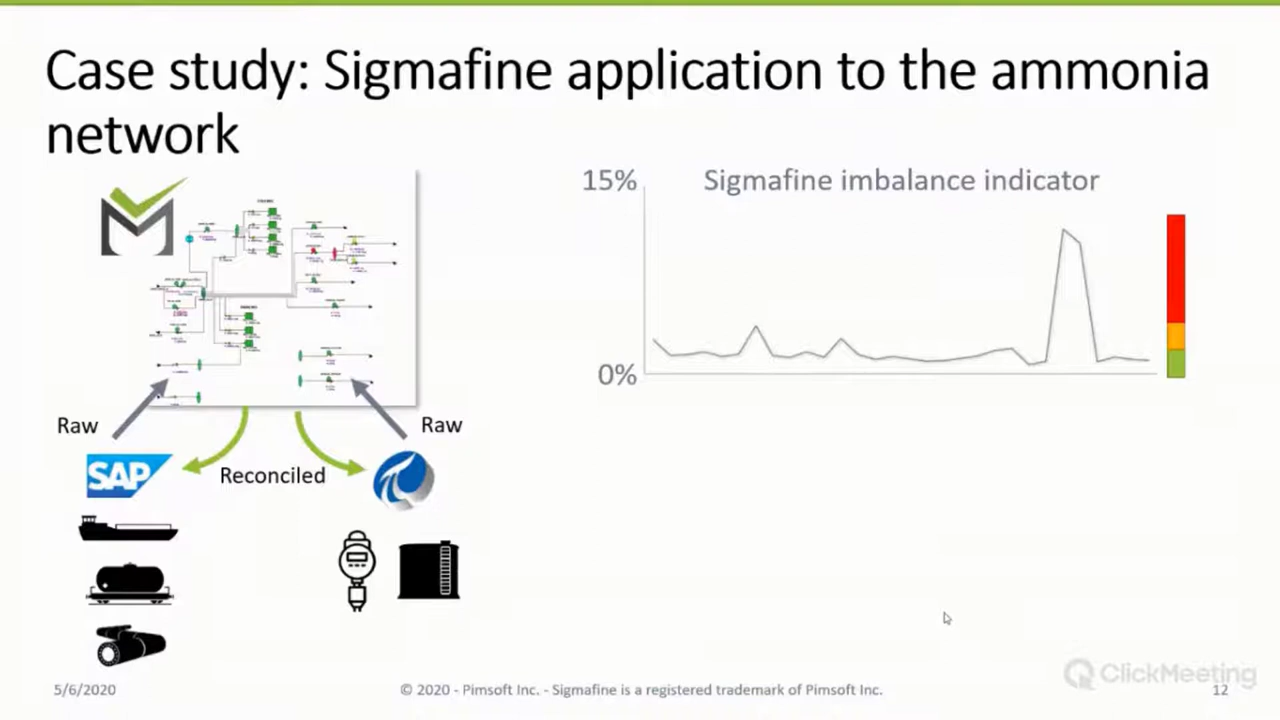 Case study: Sigmafine application to the ammonia
network
15%
Sigmafine imbalance indicator
0%
Raw
Raw
SAP
Reconciled
5/6/2020
© 2020 - Pimsoft Inc. - Sigmafine is a registered trademark of Pimsoft Inc.
ClickMeeting
12